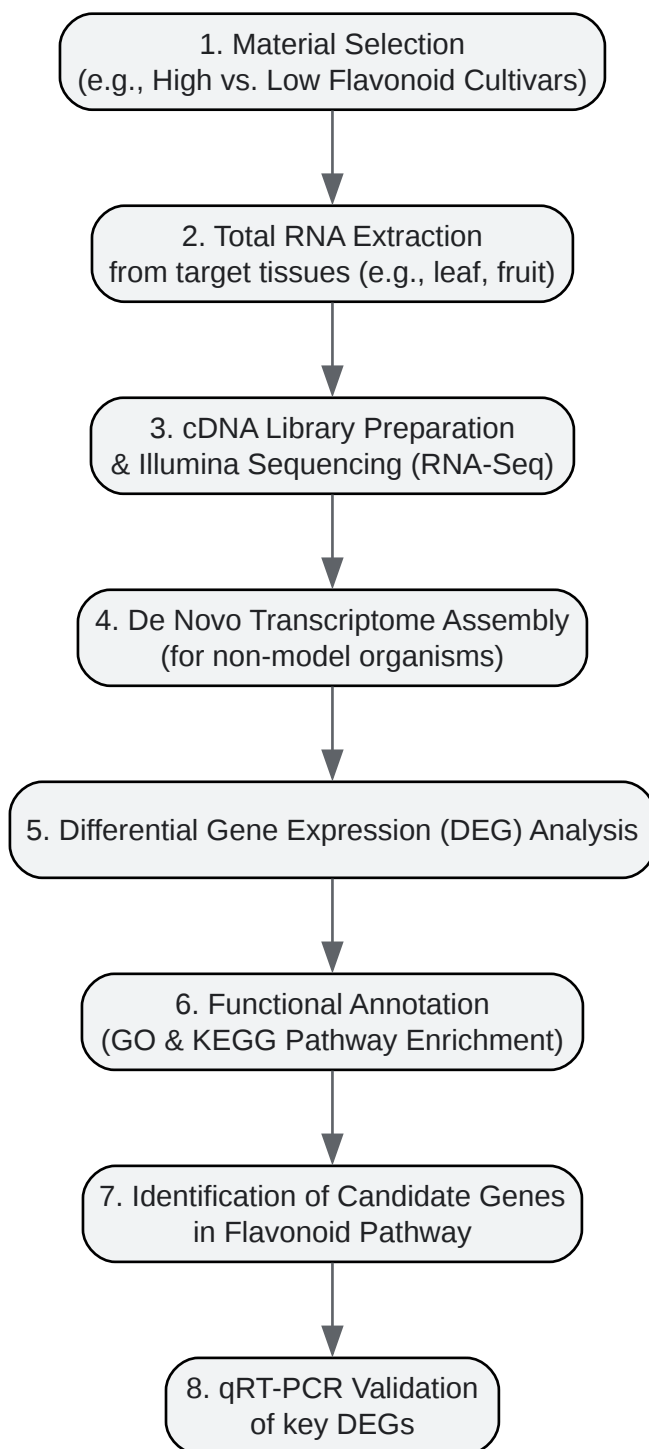 1. Material Selection
(e.g., High vs. Low Flavonoid Cultivars)
2. Total RNA Extraction
from target tissues (e.g., leaf, fruit)
3. cDNA Library Preparation
& Illumina Sequencing (RNA-Seq)
4. De Novo Transcriptome Assembly
(for non-model organisms)
5. Differential Gene Expression (DEG) Analysis
6. Functional Annotation
(GO & KEGG Pathway Enrichment)
7. Identification of Candidate Genes
in Flavonoid Pathway
8. qRT-PCR Validation
of key DEGs